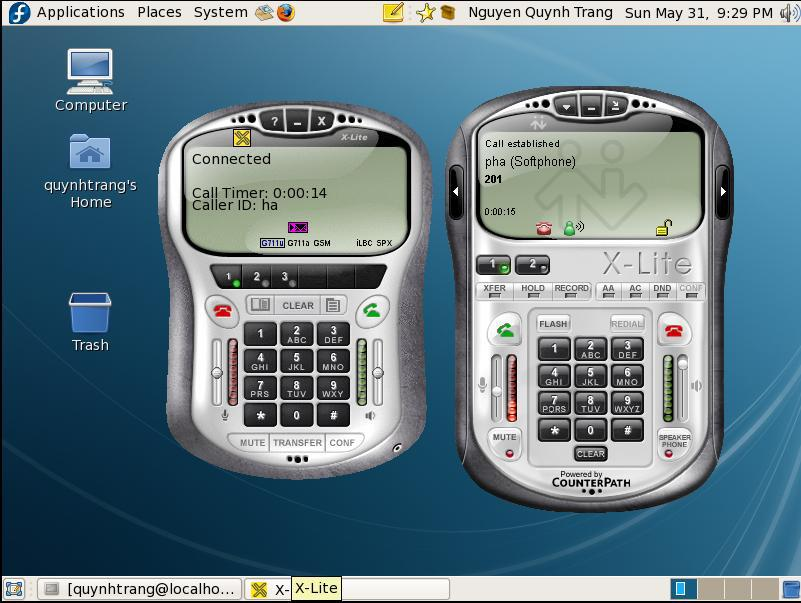 Applications Places System
Nguyen Quynh Trang Sun May 31, 9:29 PM
Computer
quynhtrang's
Home
Trash
? – X
X-Lite
Connected
Call Timer: 0:00:14
Caller ID: ha
G711u G711a GSM iLBC SPX
1 2 3
CLEAR
1 2 ABC 3 DEF
4 GHI 5 JKL 6 MNO
7 PRS 8 TUV 9 WXY
* 0 #
MUTE TRANSFER CONF
Call established
pha (Softphone)
201
0:00:15
1 2 X-Lite
XFER HOLD RECORD AA AC DND CONF
FLASH REDIAL
1 2 ABC 3 DEF
4 GHI 5 JKL 6 MNO
7 PQRS 8 TUV 9 WXYZ
* 0 #
MUTE
SPEAKER
PHONE
CLEAR
Powered by
COUNTERPATH
[quynhtrang@localho... X- X-Lite